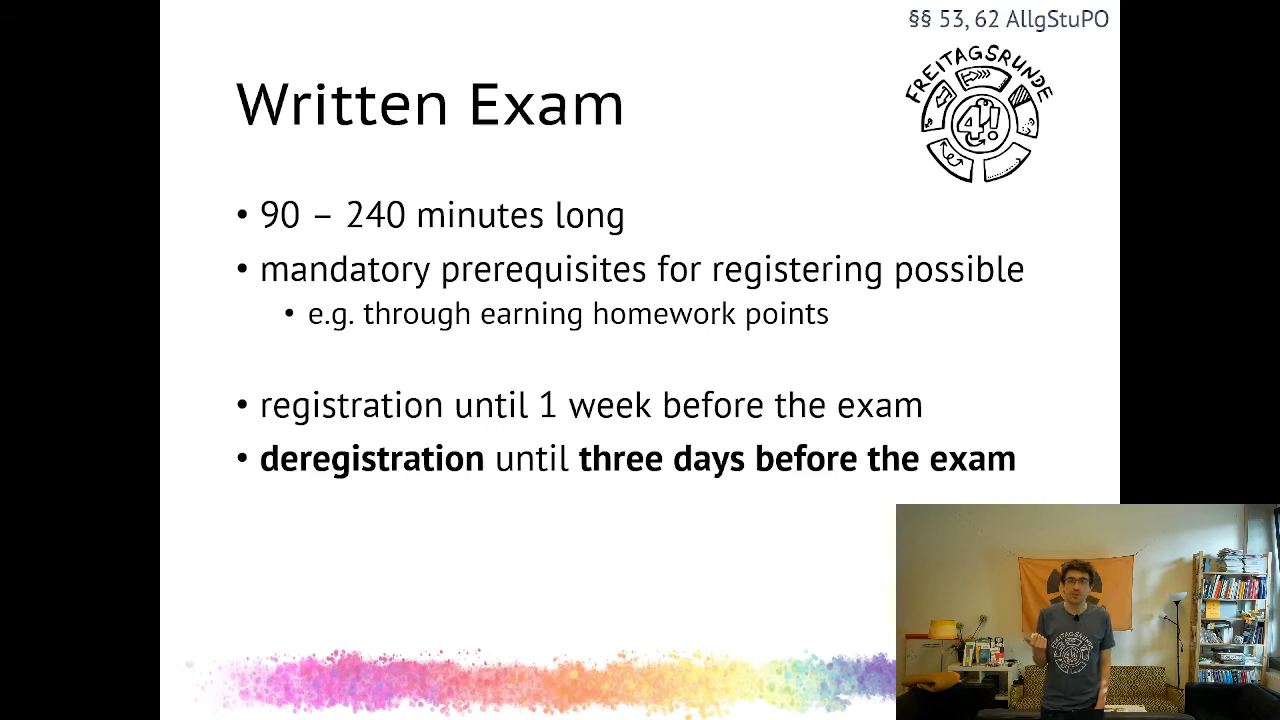 §§ 53, 62 AllgStuPO
FREITAGSRUNDE
4!
Written Exam
• 90 – 240 minutes long
• mandatory prerequisites for registering possible
• e.g. through earning homework points
• registration until 1 week before the exam
• deregistration until three days before the exam
FREITAGSRUNDE